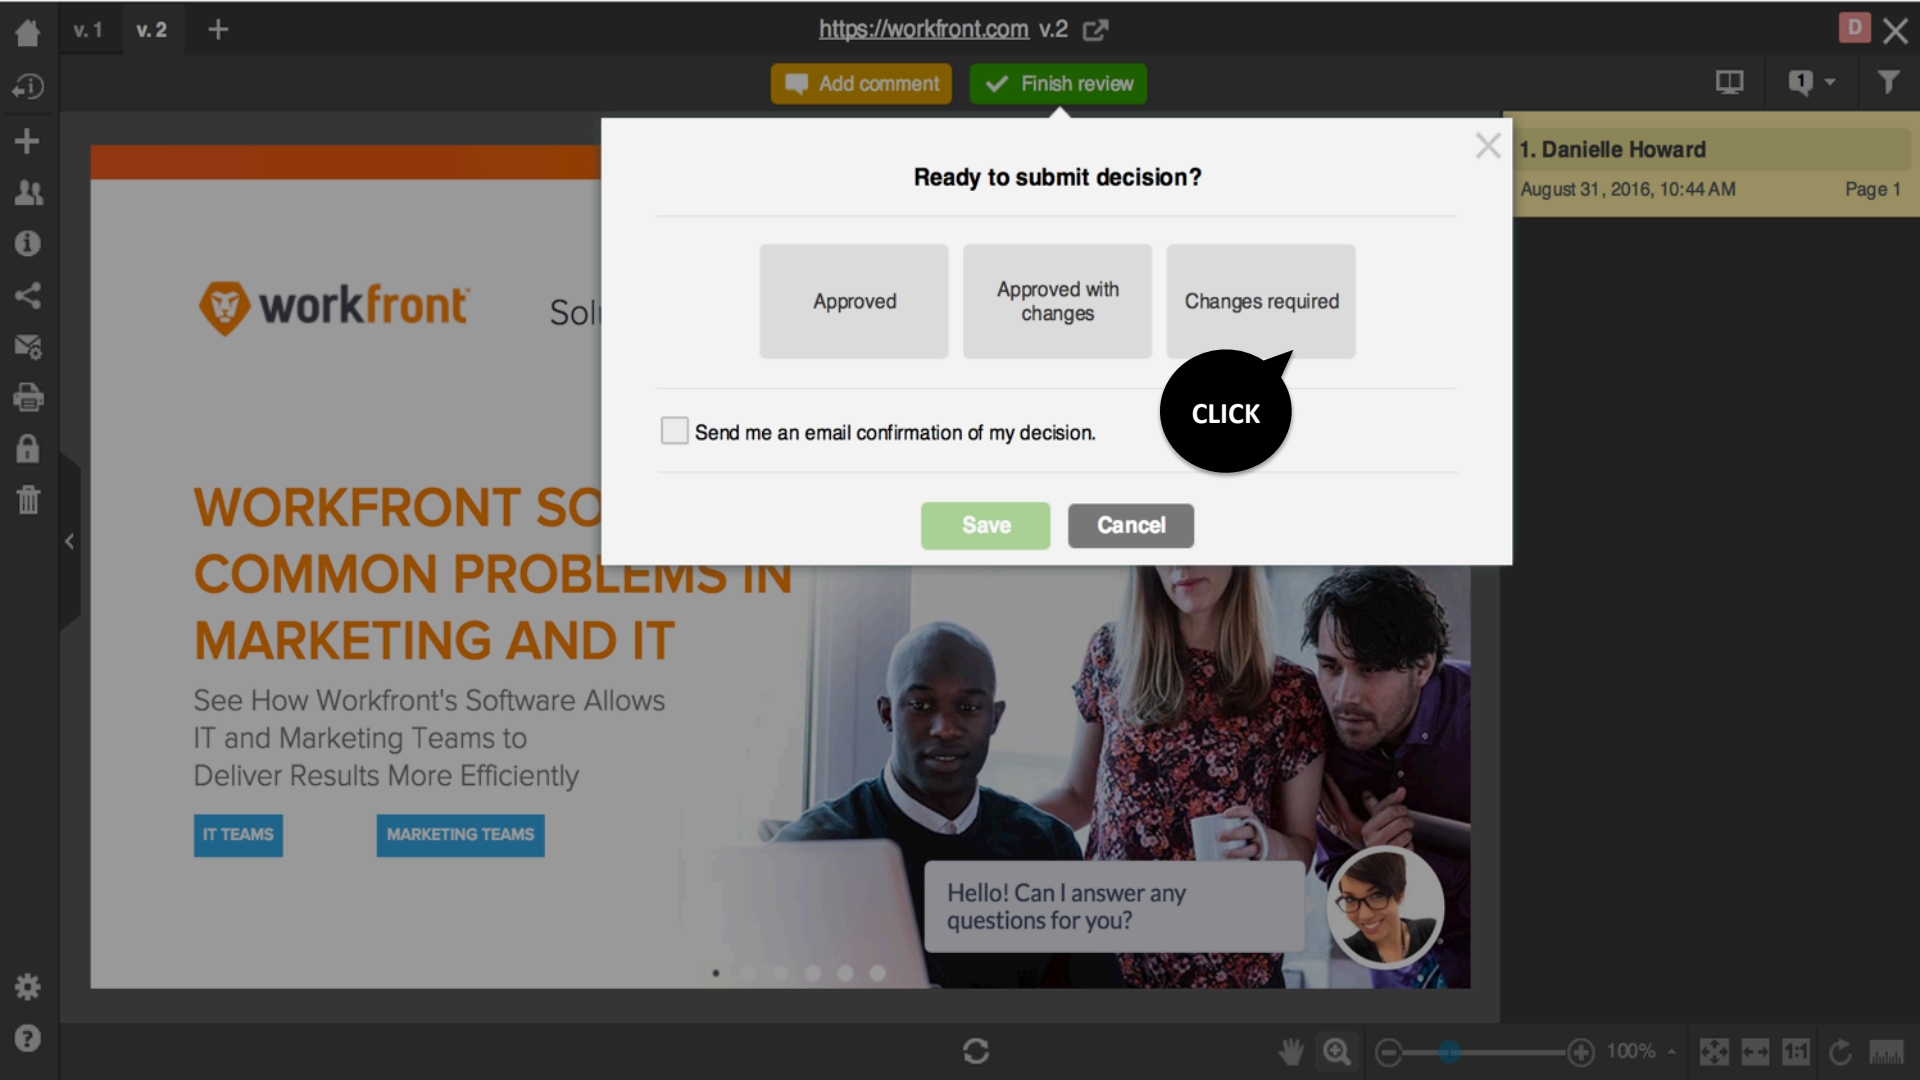 v. 1
v. 2
https://workfront.com v.2
D
Add comment
Finish review
1
Ready to submit decision?
1. Danielle Howard
August 31, 2016, 10:44 AM
Page 1
Approved
Approved with
changes
Changes required
workfront
Solu
CLICK
Send me an email confirmation of my decision.
Save
Cancel
WORKFRONT SO
COMMON PROBLEMS IN
MARKETING AND IT
See How Workfront's Software Allows
IT and Marketing Teams to
Deliver Results More Efficiently
IT TEAMS
MARKETING TEAMS
Hello! Can I answer any
questions for you?
100%
1:1